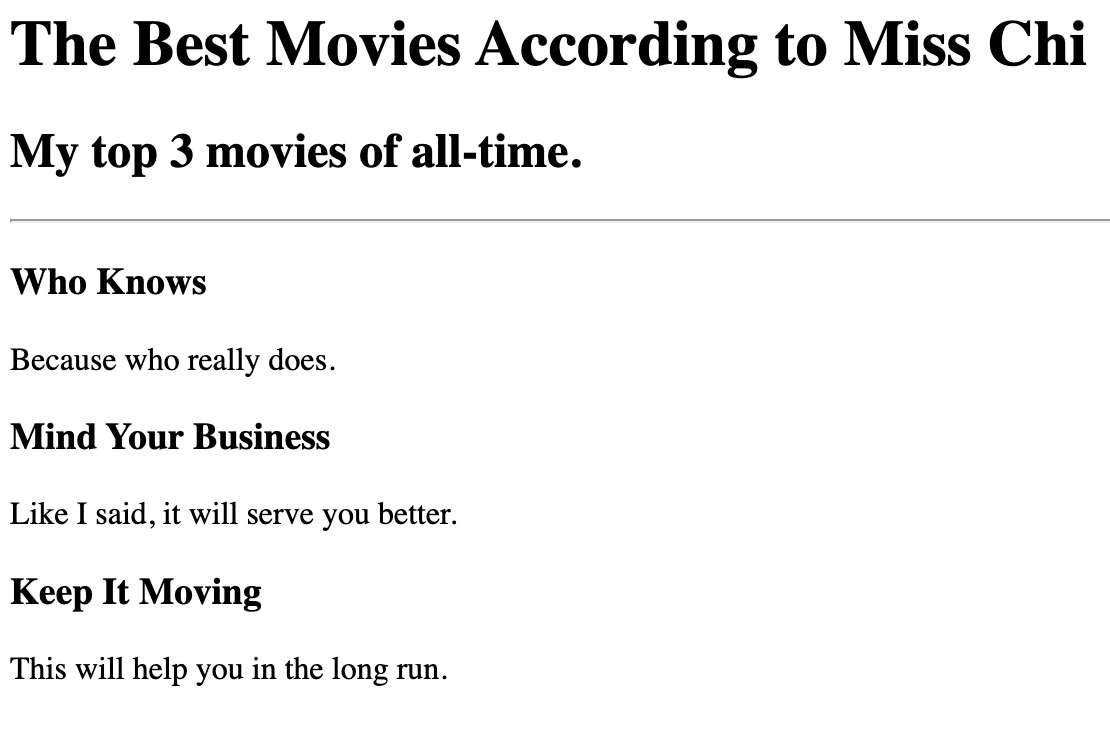 The Best Movies According to Miss Chi
My top 3 movies of all-time.
Who Knows
Because who really does.
Mind Your Business
Like I said, it will serve you better.
Keep It Moving
This will help you in the long run.